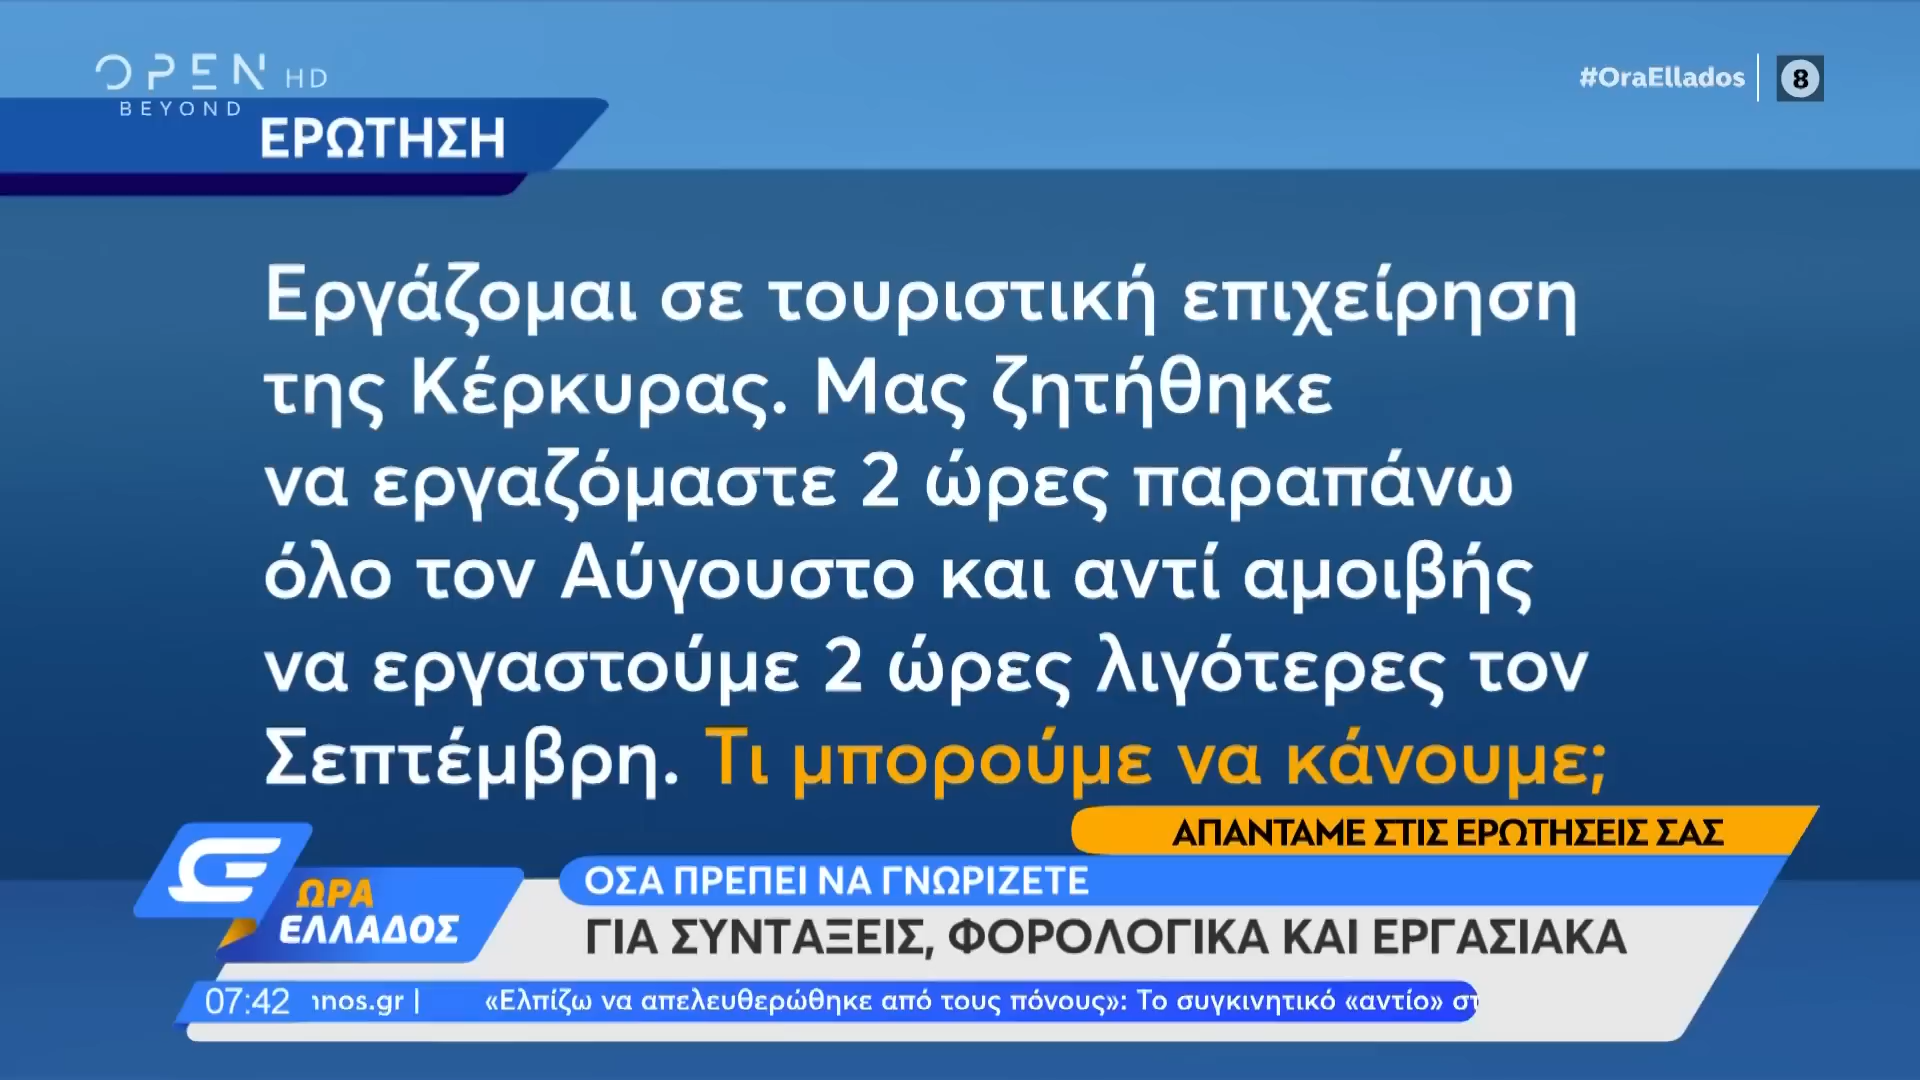 OPEN HD
BEYOND
#OraEllados
8
ΕΡΩΤΗΣΗ
Εργάζομαι σε τουριστική επιχείρηση
της Κέρκυρας. Μας ζητήθηκε
να εργαζόμαστε 2 ώρες παραπάνω
όλο τον Αύγουστο και αντί αμοιβής
να εργαστούμε 2 ώρες λιγότερες τον
Σεπτέμβρη. Τι μπορούμε να κάνουμε;
ΑΠΑΝΤΑΜΕ ΣΤΙΣ ΕΡΩΤΗΣΕΙΣ ΣΑΣ
ΟΣΑ ΠΡΕΠΕΙ ΝΑ ΓΝΩΡΙΖΕΤΕ
ΩΡΑ
ΕΛΛΑΔΟΣ
ΓΙΑ ΣΥΝΤΑΞΕΙΣ, ΦΟΡΟΛΟΓΙΚΑ ΚΑΙ ΕΡΓΑΣΙΑΚΑ
07:42 nos.gr | «Ελπίζω να απελευθερώθηκε από τους πόνους»: Το συγκινητικό «αντίο»